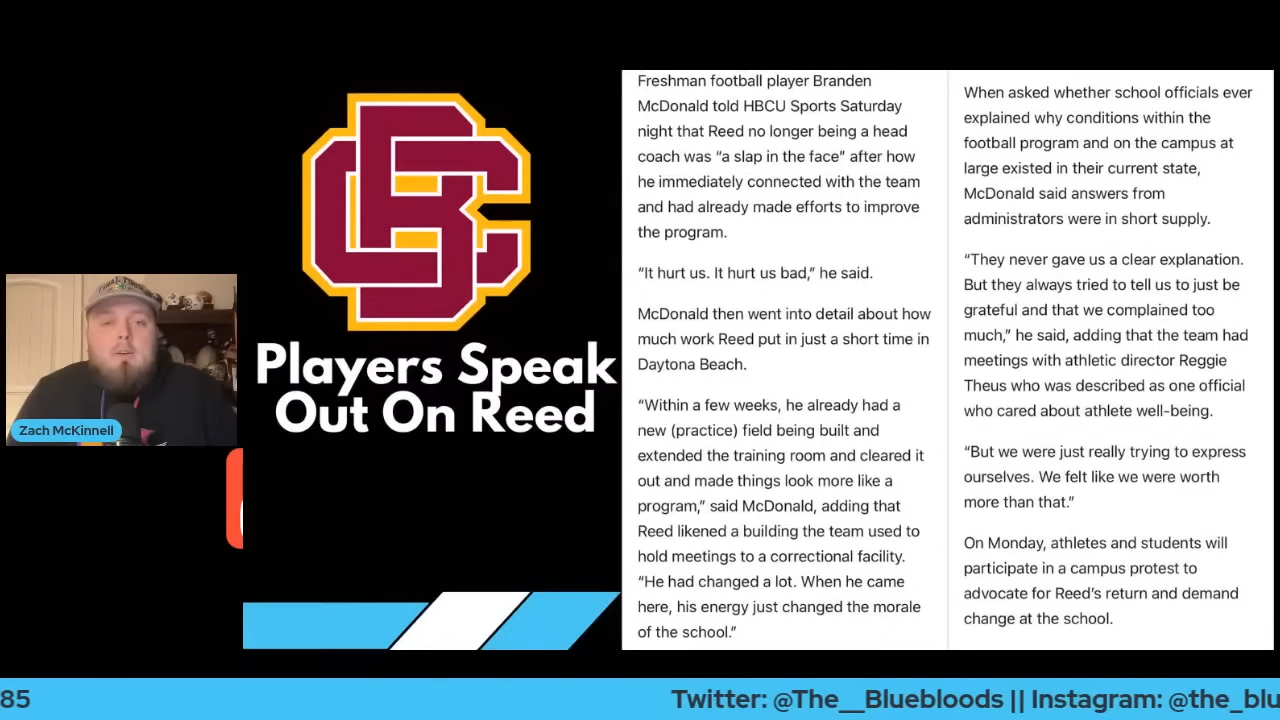 Freshman football player Branden
McDonald told HBCU Sports Saturday
night that Reed no longer being a head
coach was “a slap in the face” after how
he immediately connected with the team
and had already made efforts to improve
the program.
“It hurt us. It hurt us bad,” he said.
McDonald then went into detail about how
much work Reed put in just a short time in
Daytona Beach.
“Within a few weeks, he already had a
new (practice) field being built and
extended the training room and cleared it
out and made things look more like a
program,” said McDonald, adding that
Reed likened a building the team used to
hold meetings to a correctional facility.
“He had changed a lot. When he came
here, his energy just changed the morale
of the school.”
When asked whether school officials ever
explained why conditions within the
football program and on the campus at
large existed in their current state,
McDonald said answers from
administrators were in short supply.
“They never gave us a clear explanation.
But they always tried to tell us to just be
grateful and that we complained too
much,” he said, adding that the team had
meetings with athletic director Reggie
Theus who was described as one official
who cared about athlete well-being.
“But we were just really trying to express
ourselves. We felt like we were worth
more than that.”
On Monday, athletes and students will
participate in a campus protest to
advocate for Reed’s return and demand
change at the school.
BC
Players Speak
Out On Reed
Zach McKinnell
85
Twitter: @The__Bluebloods || Instagram: @the_blu